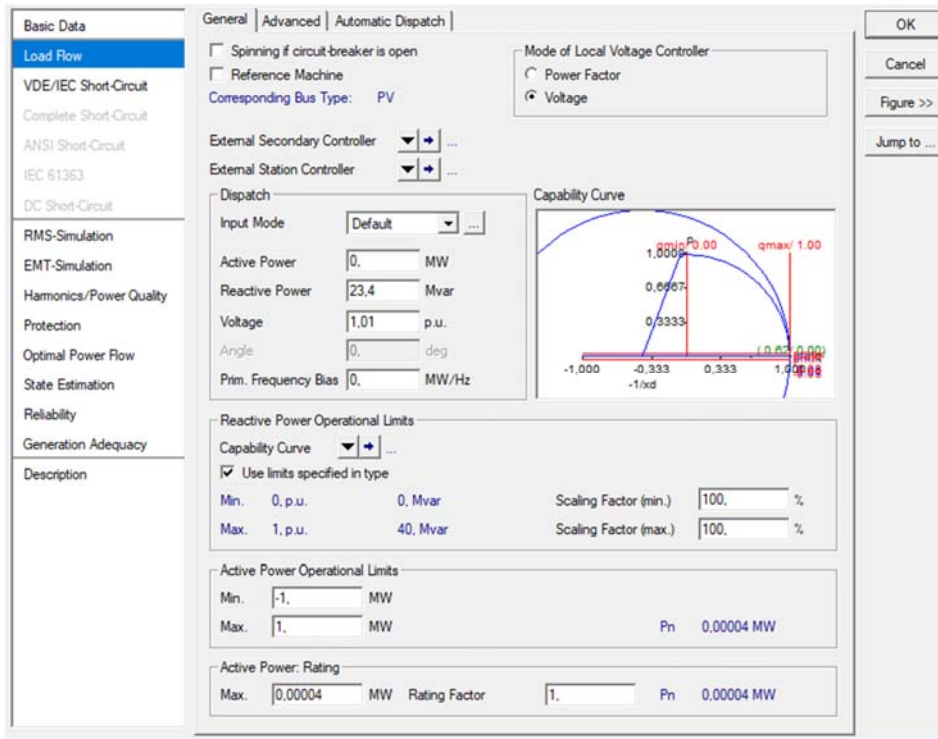 Basic Data
Load Flow
VDE/IEC Short-Circuit
Complete Short-Circuit
ANSI Short-Circuit
IEC 61363
DC Short-Circuit
RMS-Simulation
EMT-Simulation
Harmonics/Power Quality
Protection
Optimal Power Flow
State Estimation
Reliability
Generation Adequacy
Description
General Advanced Automatic Dispatch
Spinning if circuit-breaker is open
Reference Machine
Corresponding Bus Type: PV
Mode of Local Voltage Controller
Power Factor
Voltage
External Secondary Controller ...
External Station Controller ...
Dispatch
Input Mode Default ...
Active Power 0, MW
Reactive Power 23,4 Mvar
Voltage 1,01 p.u.
Angle 0, deg
Prim. Frequency Bias 0, MW/Hz
Capability Curve
qmin/ 0.00 P qmax/ 1.00
1,0000
0,6667
0,3333
-1,000 -0,333 0,333
-1/xd
Reactive Power Operational Limits
Capability Curve ...
Use limits specified in type
Min. 0, p.u. 0, Mvar Scaling Factor (min.) 100, %
Max. 1, p.u. 40, Mvar Scaling Factor (max.) 100, %
Active Power Operational Limits
Min. -1, MW
Max. 1, MW Pn 0,00004 MW
Active Power: Rating
Max. 0,00004 MW Rating Factor 1, Pn 0,00004 MW
OK
Cancel
Figure >>
Jump to ...